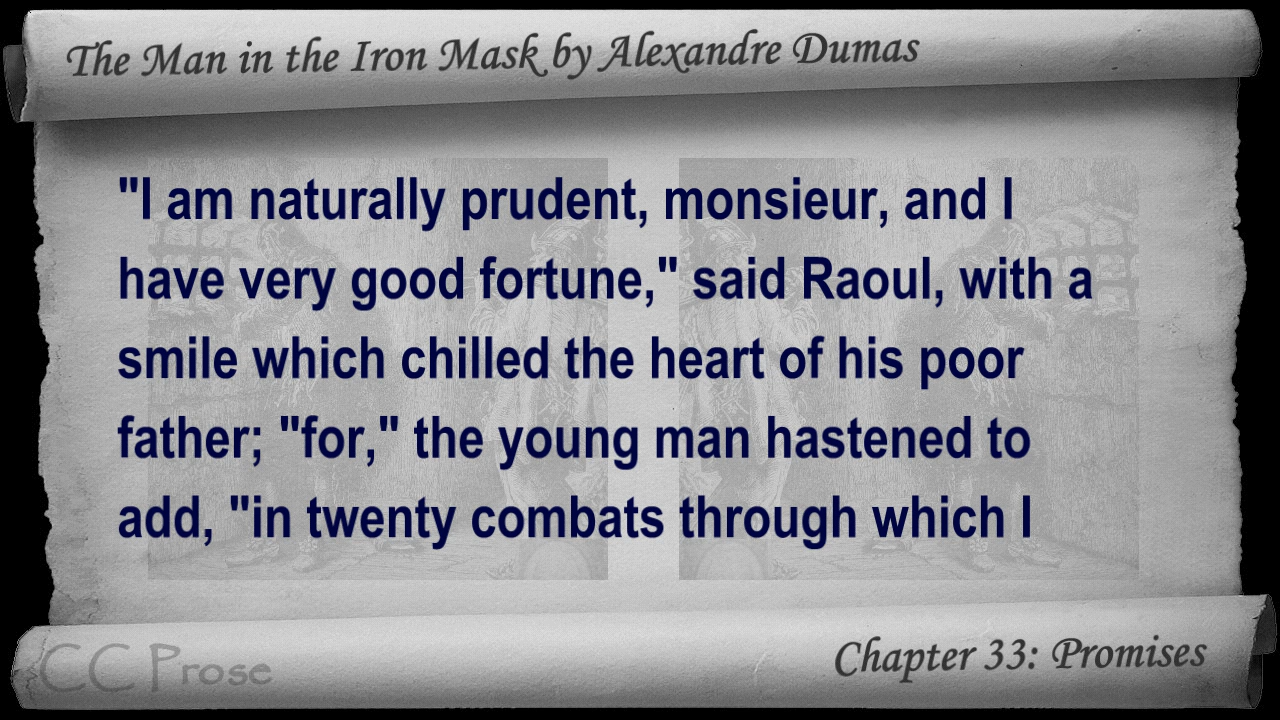 The Man in the Iron Mask by Alexandre Dumas
"I am naturally prudent, monsieur, and I
have very good fortune," said Raoul, with a
smile which chilled the heart of his poor
father; "for," the young man hastened to
add, "in twenty combats through which I
CC Prose
Chapter 33: Promises